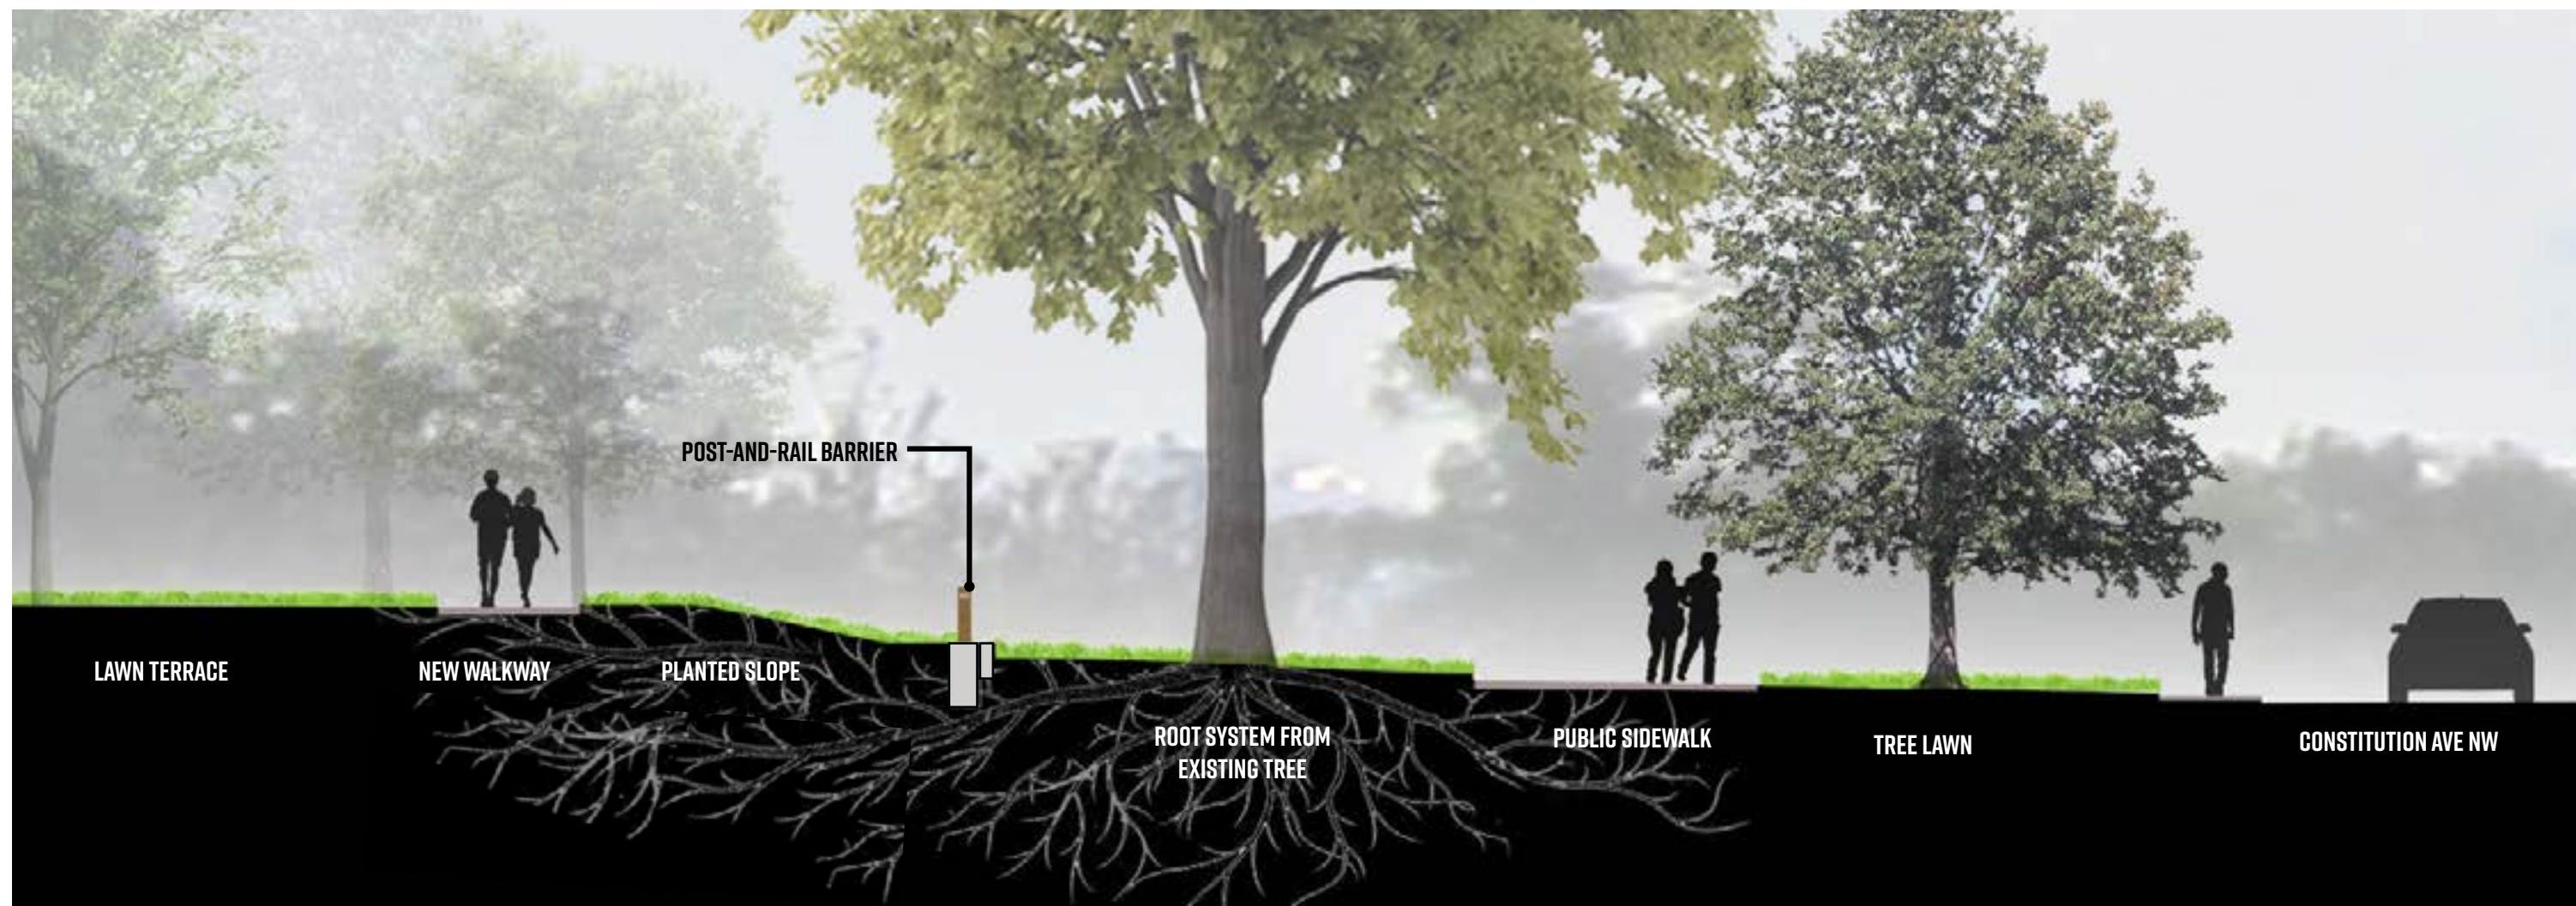 POST-AND-RAIL BARRIER
LAWN TERRACE
NEW WALKWAY
PLANTED SLOPE
ROOT SYSTEM FROM
EXISTING TREE
PUBLIC SIDEWALK
TREE LAWN
CONSTITUTION AVE NW